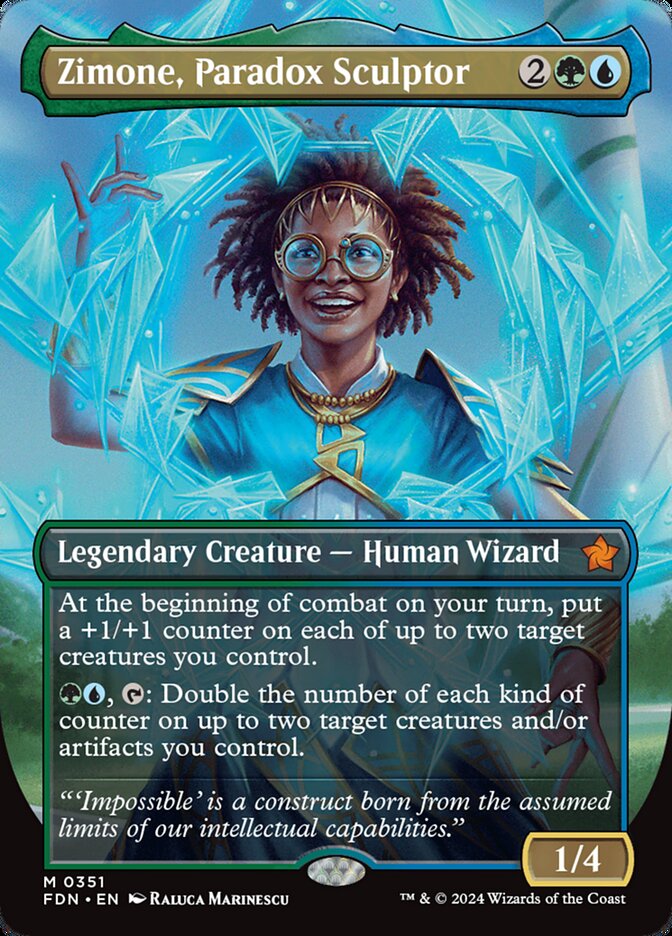 Zimone, Paradox Sculptor 2
Legendary Creature — Human Wizard
At the beginning of combat on your turn, put
a +1/+1 counter on each of up to two target
creatures you control.
, : Double the number of each kind of
counter on up to two target creatures and/or
artifacts you control.
“‘Impossible’ is a construct born from the assumed
limits of our intellectual capabilities.”
1/4
M 0351
FDN • EN Raluca Marinescu
™ & © 2024 Wizards of the Coast